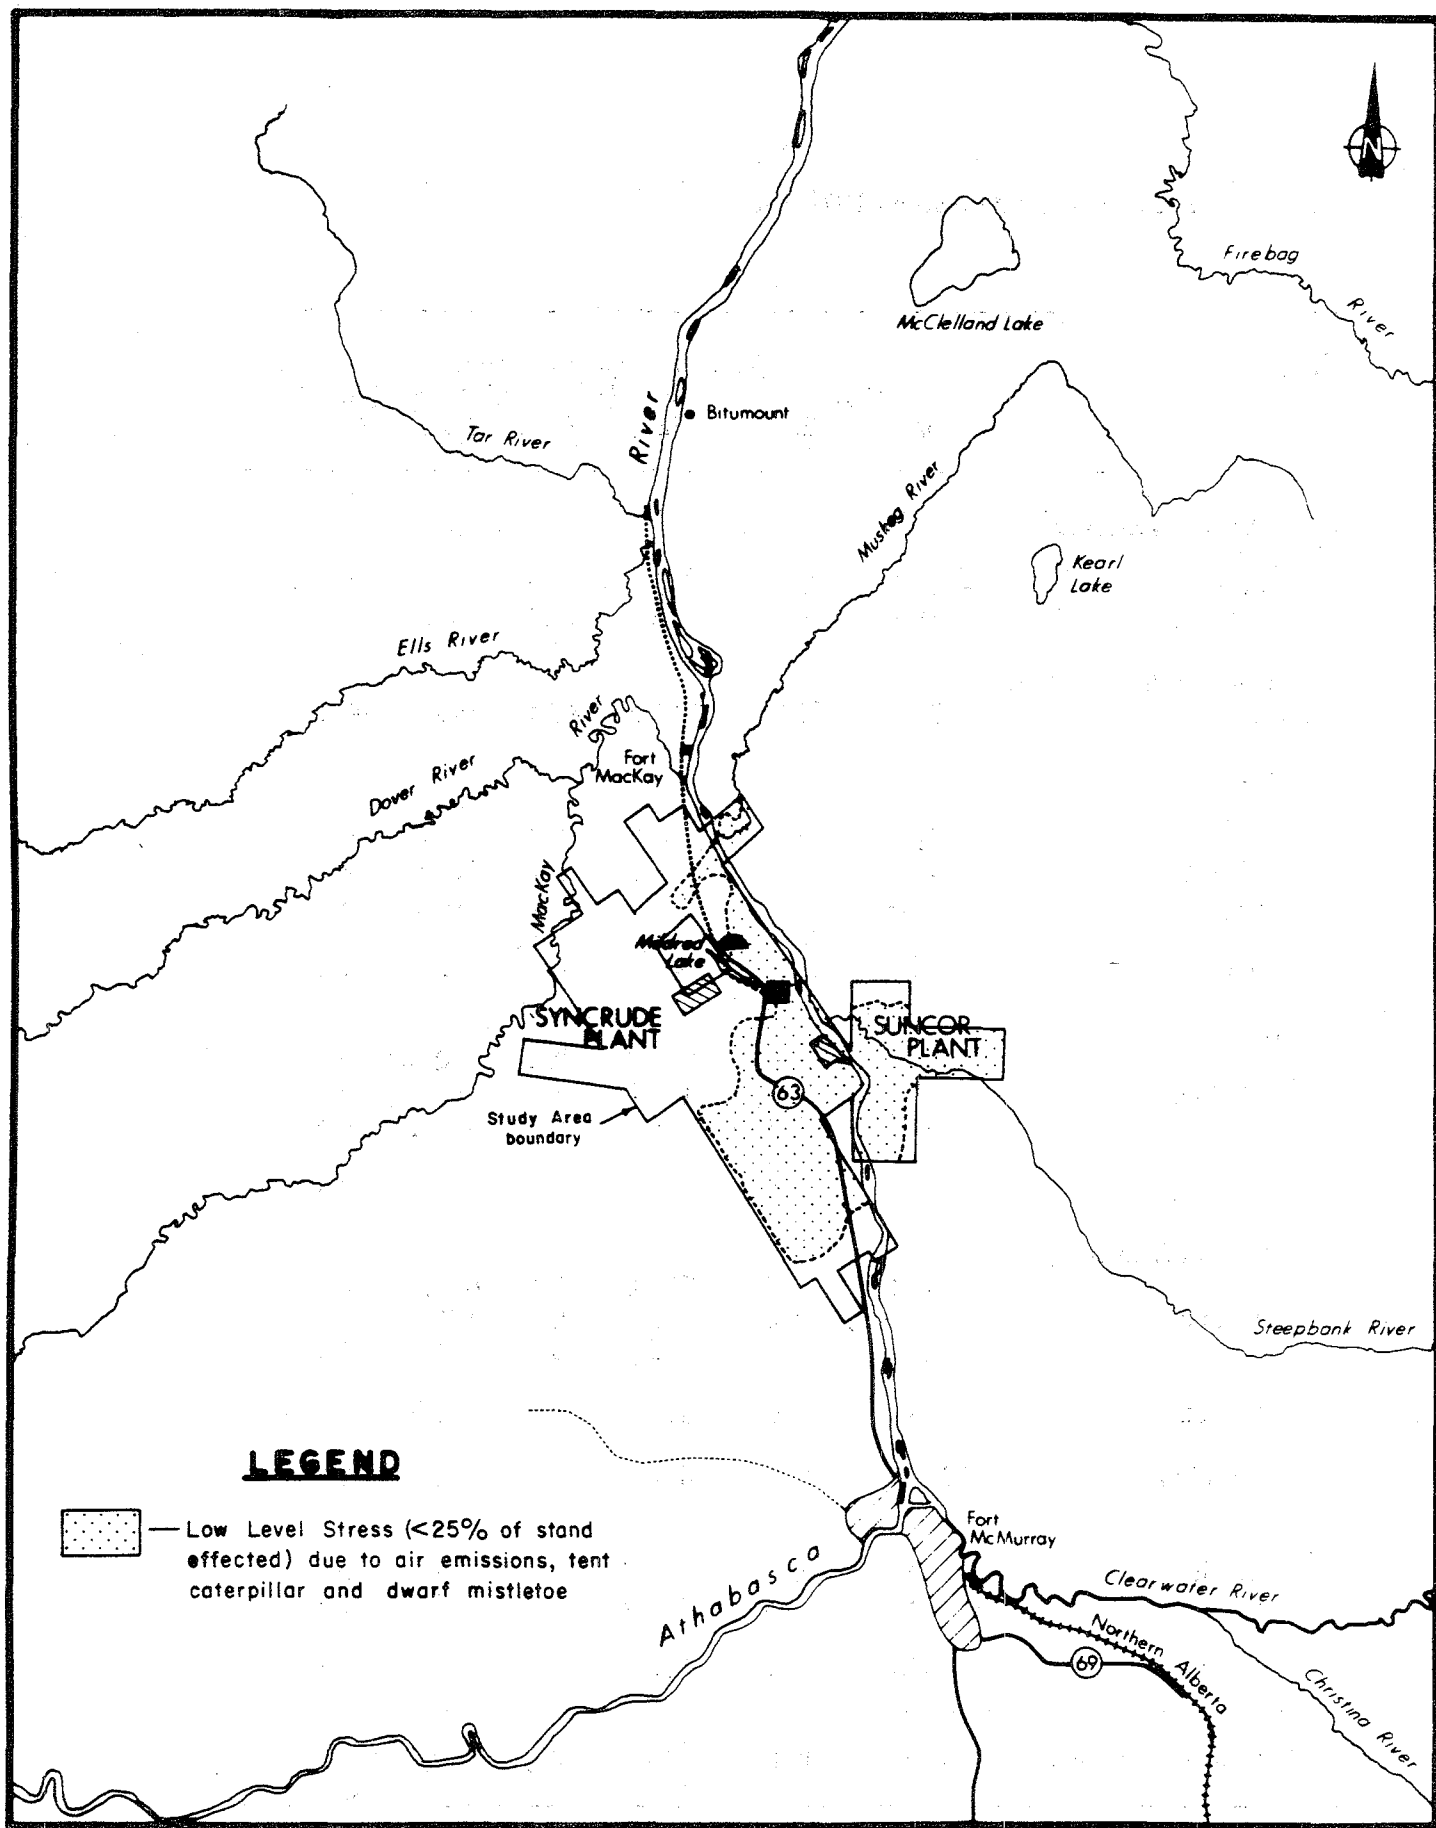 N
Firebag
River
McClelland Lake
River
Bitumount
Tar River
Muskeg River
Kearl
Lake
Ells River
River
Fort
MacKay
Dover River
MacKay
Mildred
Lake
SYNCRUDE
PLANT
SUNCOR
PLANT
63
Study Area
boundary
Steepbank River
LEGEND
Low Level Stress (<25% of stand
effected) due to air emissions, tent
caterpillar and dwarf mistletoe
Fort
McMurray
Athabasca
Clearwater River
Northern Alberta
69
Christina River